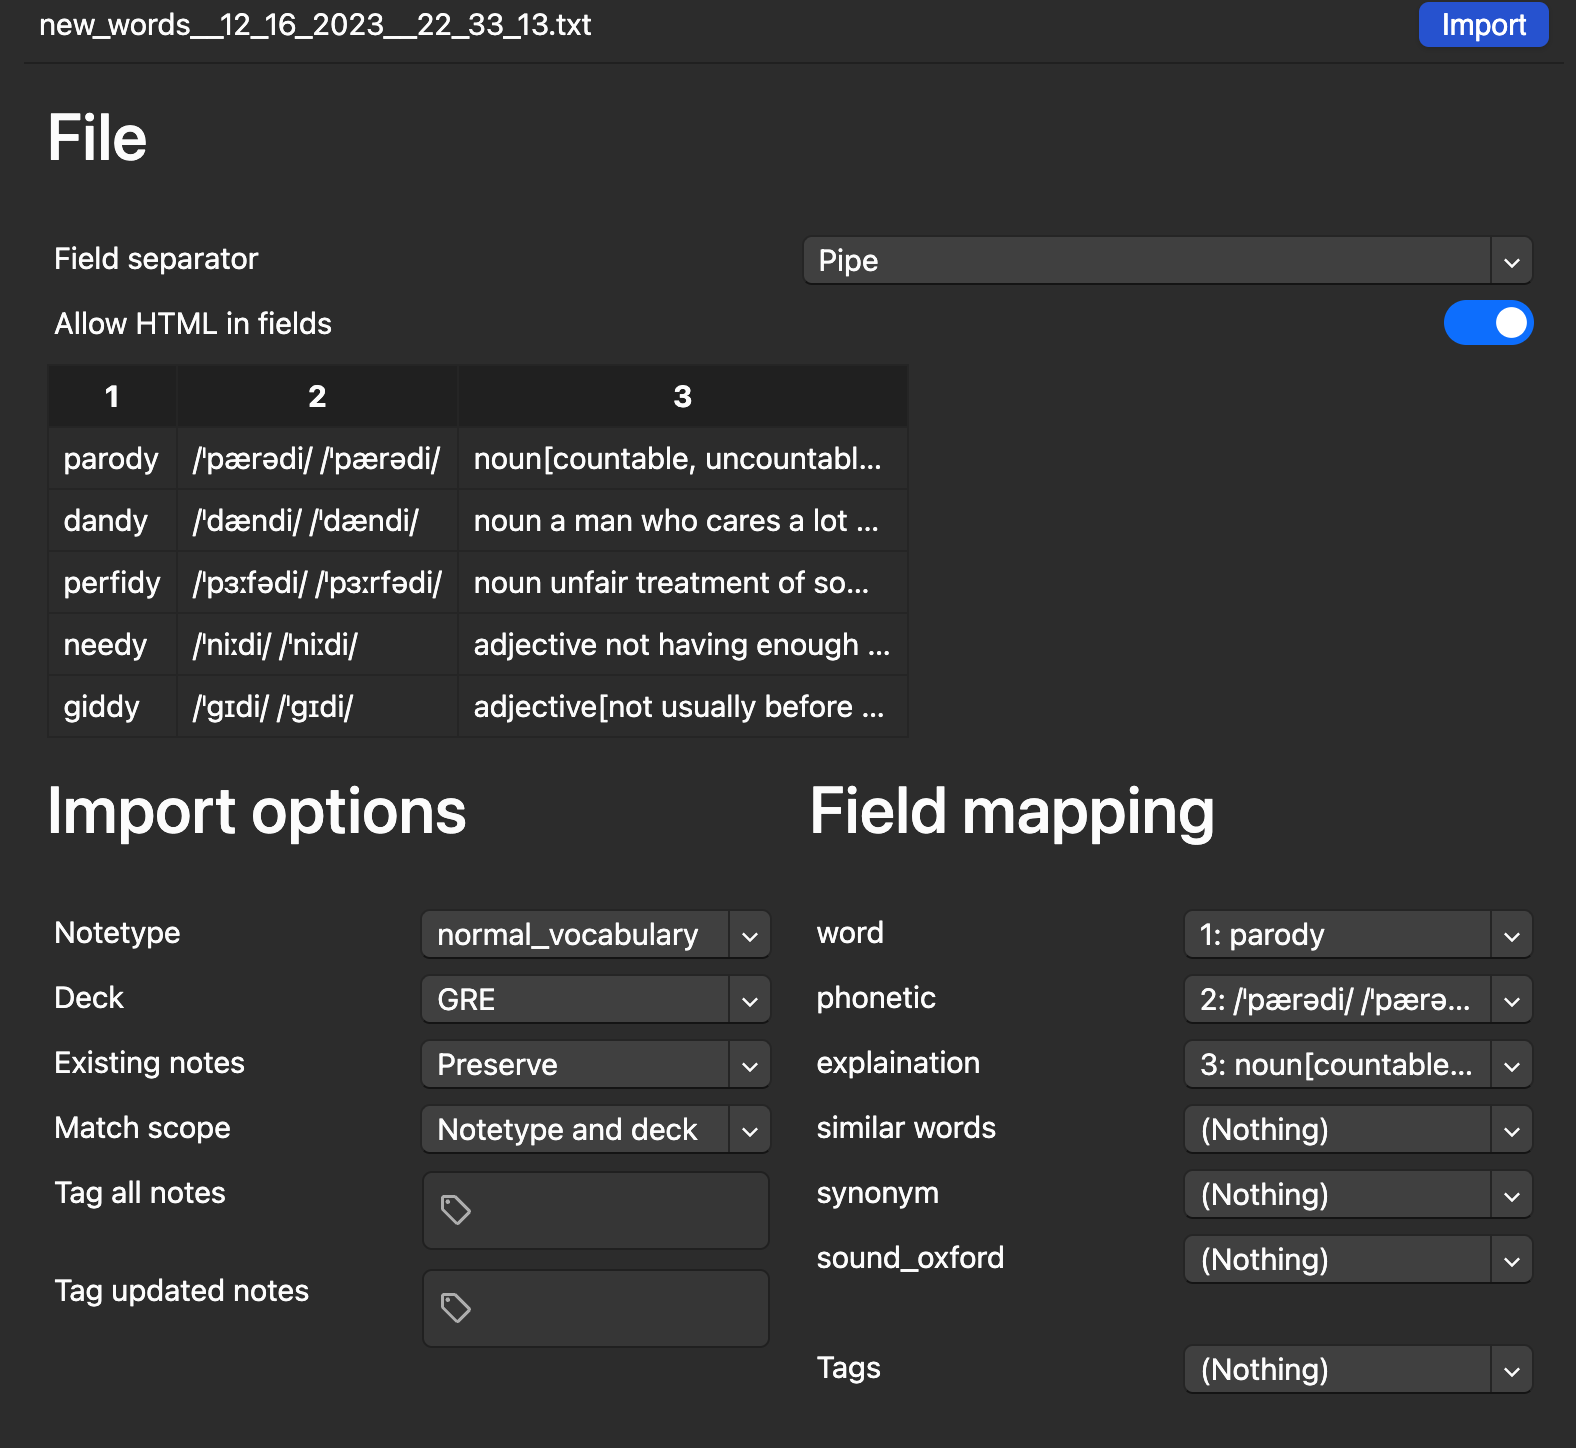 new_words__12_16_2023__22_33_13.txt
Import
File
Field separator
Pipe
Allow HTML in fields
1 2 3
parody /ˈpærədi/ /ˈpærədi/ noun[countable, uncountabl...
dandy /ˈdændi/ /ˈdændi/ noun a man who cares a lot ...
perfidy /ˈpɜːfədi/ /ˈpɜːrfədi/ noun unfair treatment of so...
needy /ˈniːdi/ /ˈniːdi/ adjective not having enough ...
giddy /ˈɡɪdi/ /ˈɡɪdi/ adjective[not usually before ...
Import options
Notetype
normal_vocabulary
Deck
GRE
Existing notes
Preserve
Match scope
Notetype and deck
Tag all notes
Tag updated notes
Field mapping
word
1: parody
phonetic
2: /ˈpærədi/ /ˈpærə...
explaination
3: noun[countable...
similar words
(Nothing)
synonym
(Nothing)
sound_oxford
(Nothing)
Tags
(Nothing)